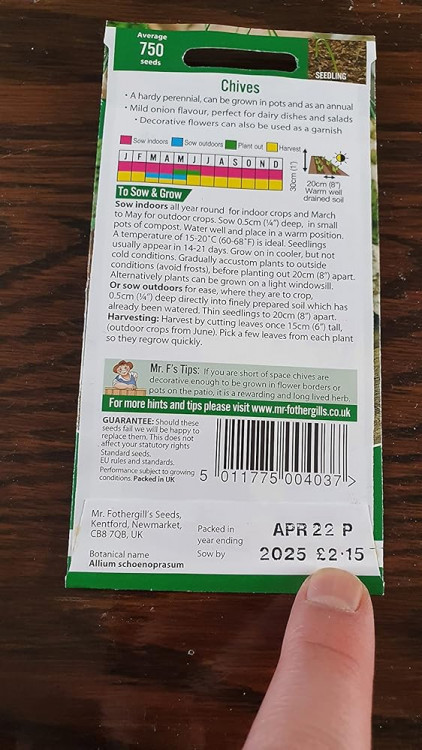 Average
750
seeds
SEEDLING
Chives
• A hardy perennial, can be grown in pots and as an annual
• Mild onion flavour, perfect for dairy dishes and salads
• Decorative flowers can also be used as a garnish
Sow indoors Sow outdoors Plant out Harvest
J F M A M J J A S O N D
30cm (1')
20cm (8")
Warm well
drained soil
To Sow & Grow
Sow indoors all year round for indoor crops and March
to May for outdoor crops. Sow 0.5cm (¼") deep, in small
pots of compost. Water well and place in a warm position.
A temperature of 15-20°C (60-68°F) is ideal. Seedlings
usually appear in 14-21 days. Grow on in cooler, but not
cold conditions. Gradually accustom plants to outside
conditions (avoid frosts), before planting out 20cm (8") apart.
Alternatively plants can be grown on a light windowsill.
Or sow outdoors for ease, where they are to crop,
0.5cm (¼") deep directly into finely prepared soil which has
already been watered. Thin seedlings to 20cm (8") apart.
Harvesting: Harvest by cutting leaves once 15cm (6") tall,
(outdoor crops from June). Pick a few leaves from each plant
so they regrow quickly.
Mr. F's Tips: If you are short of space chives are
decorative enough to be grown in flower borders or
pots on the patio, it is a rewarding and long lived herb.
For more hints and tips please visit www.mr-fothergills.co.uk
GUARANTEE: Should these
seeds fail we will be happy to
replace them. This does not
affect your statutory rights
Standard seeds.
EU rules and standards.
Performance subject to growing
conditions. Packed in UK
5 011775 004037 >
Mr. Fothergill's Seeds,
Kentford, Newmarket,
CB8 7QB, UK
Packed in
year ending
APR 22 P
Botanical name
Allium schoenoprasum
Sow by
2025 £2·15